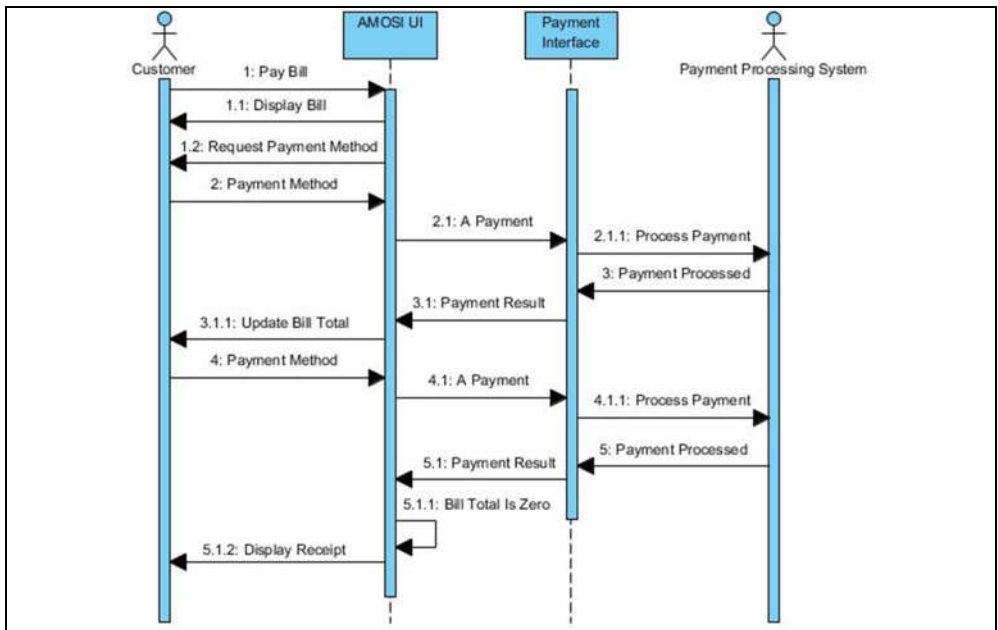 AMOSI UI
Payment
Interface
Customer
Payment Processing System
1: Pay Bill
1.1: Display Bill
1.2: Request Payment Method
2: Payment Method
2.1: A Payment
2.1.1: Process Payment
3: Payment Processed
3.1: Payment Result
3.1.1: Update Bill Total
4: Payment Method
4.1: A Payment
4.1.1: Process Payment
5: Payment Processed
5.1: Payment Result
5.1.1: Bill Total Is Zero
5.1.2: Display Receipt